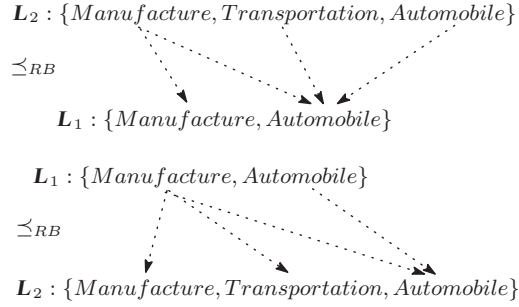 L₂ : {Manufacture, Transportation, Automobile}
⪯RB
L₁ : {Manufacture, Automobile}
L₁ : {Manufacture, Automobile}
⪯RB
L₂ : {Manufacture, Transportation, Automobile}